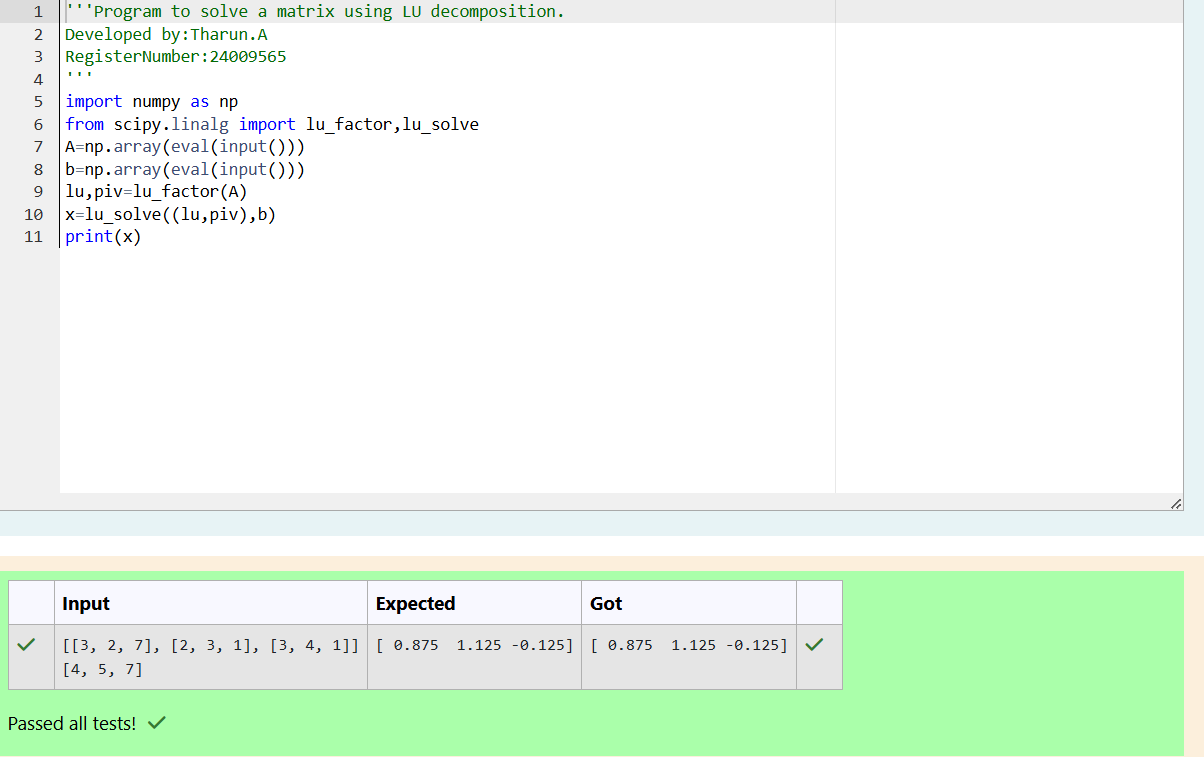 1 '''Program to solve a matrix using LU decomposition.
2 Developed by:Tharun.A
3 RegisterNumber:24009565
4 '''
5 import numpy as np
6 from scipy.linalg import lu_factor,lu_solve
7 A=np.array(eval(input()))
8 b=np.array(eval(input()))
9 lu,piv=lu_factor(A)
10 x=lu_solve((lu,piv),b)
11 print(x)
Input Expected Got
[[3, 2, 7], [2, 3, 1], [3, 4, 1]] [ 0.875  1.125 -0.125] [ 0.875  1.125 -0.125]
[4, 5, 7]
Passed all tests!